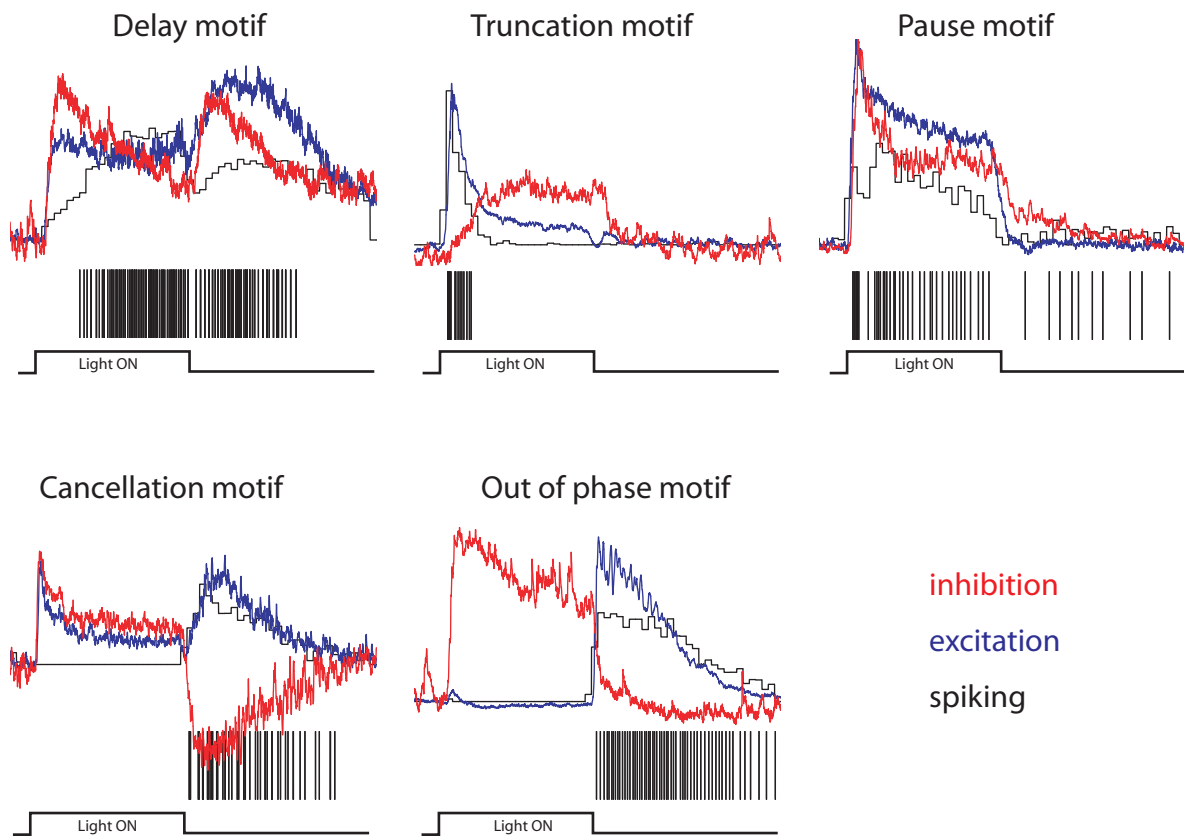 Delay motif
Truncation motif
Pause motif
Light ON
Light ON
Light ON
Cancellation motif
Out of phase motif
inhibition
excitation
spiking
Light ON
Light ON